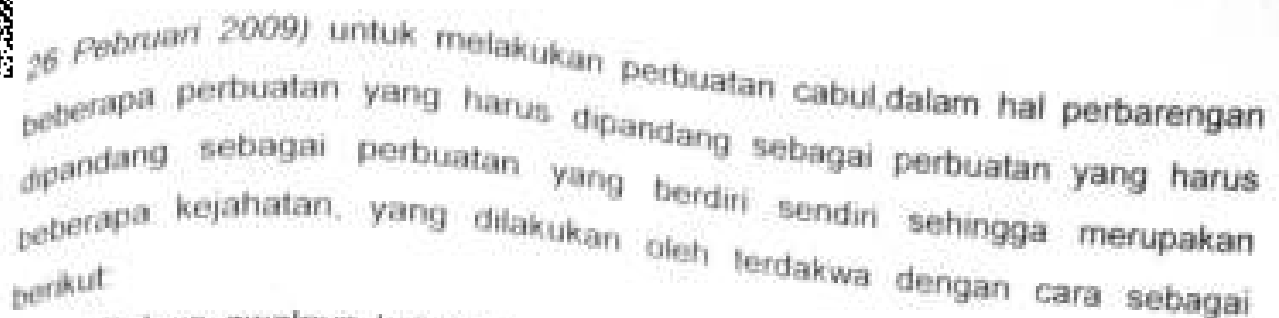 26 Pebruari 2009) untuk melakukan perbuatan cabul,dalam hal perbarengan
beberapa perbuatan yang harus dipandang sebagai perbuatan yang harus
dipandang sebagai perbuatan yang berdiri sendiri sehingga merupakan
beberapa kejahatan, yang dilakukan oleh terdakwa dengan cara sebagai
berikut